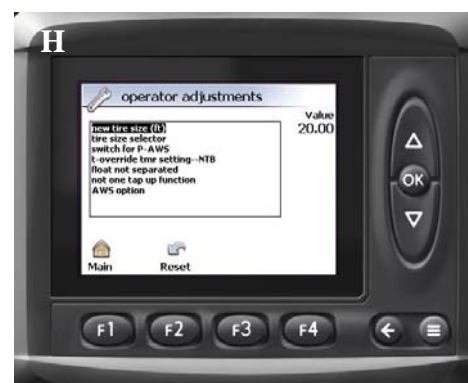 H
operator adjustments
Value
new tire size (ft) 20.00
tire size selector
switch for P-AWS
t-override tmr setting--NTB
float not separated
not one tap up function
AWS option
Main Reset
OK
F1 F2 F3 F4